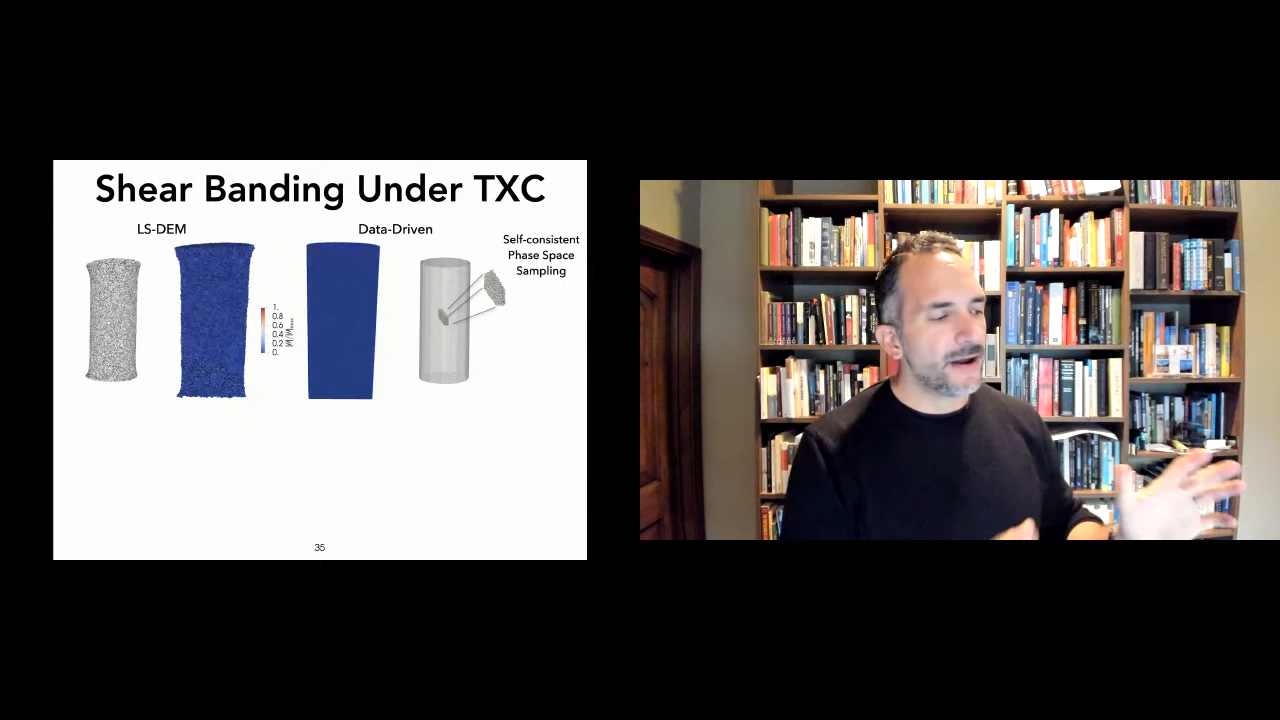 Shear Banding Under TXC
LS-DEM
Data-Driven
Self-consistent
Phase Space
Sampling
1.
0.8
0.6
0.4
0.2
0.
35